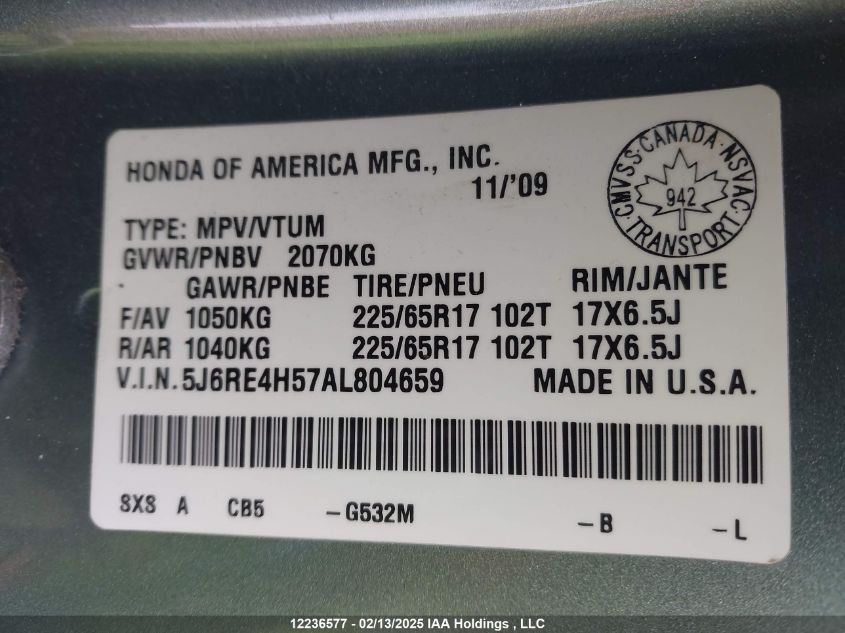 HONDA OF AMERICA MFG., INC.
11/'09
CMVSS·CANADA·NSVAC
942
TRANSPORT
TYPE: MPV/VTUM
GVWR/PNBV 2070KG
GAWR/PNBE TIRE/PNEU RIM/JANTE
F/AV 1050KG 225/65R17 102T 17X6.5J
R/AR 1040KG 225/65R17 102T 17X6.5J
V.I.N.5J6RE4H57AL804659 MADE IN U.S.A.
SXS A CB5 -G532M -B -L
12236577 - 02/13/2025 IAA Holdings , LLC